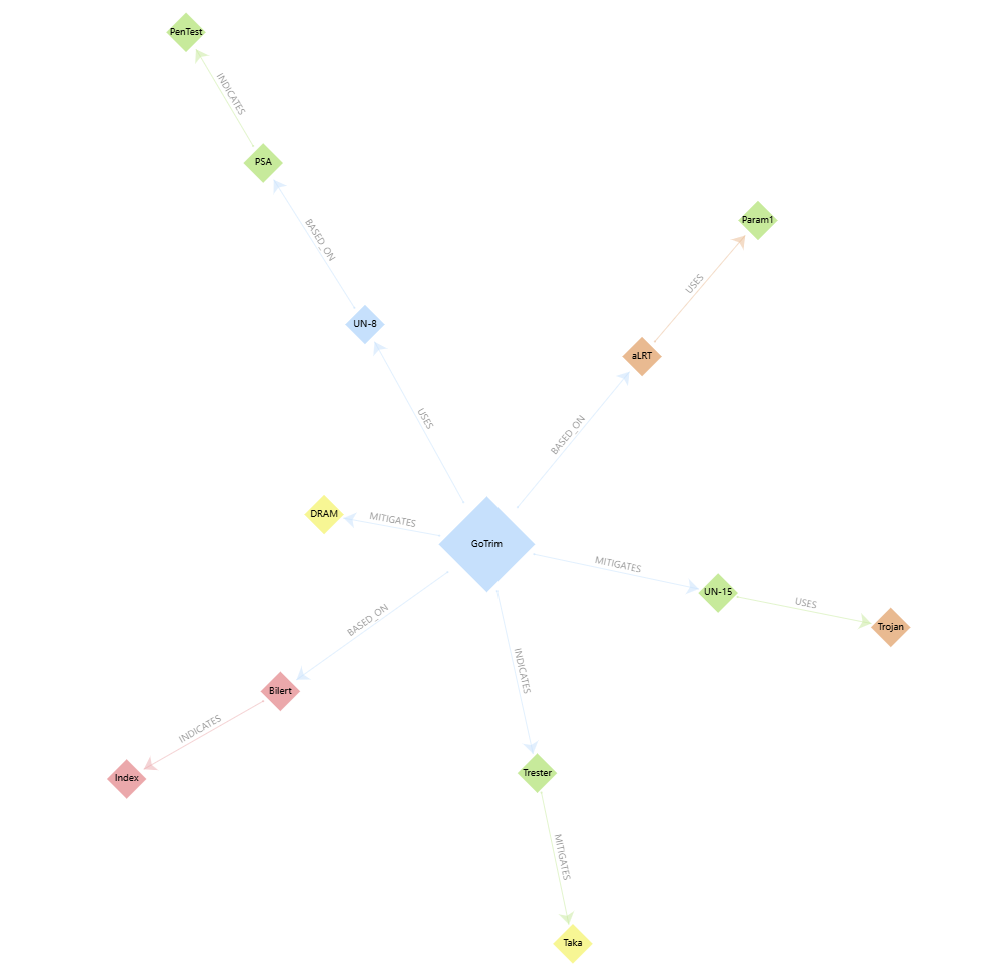 PenTest
INDICATES
PSA
Param1
BASED_ON
USES
UN-8
aLRT
USES
BASED_ON
DRAM
MITIGATES
GoTrim
MITIGATES
UN-15
USES
Trojan
BASED_ON
INDICATES
Bilert
INDICATES
Index
Trester
MITIGATES
Taka